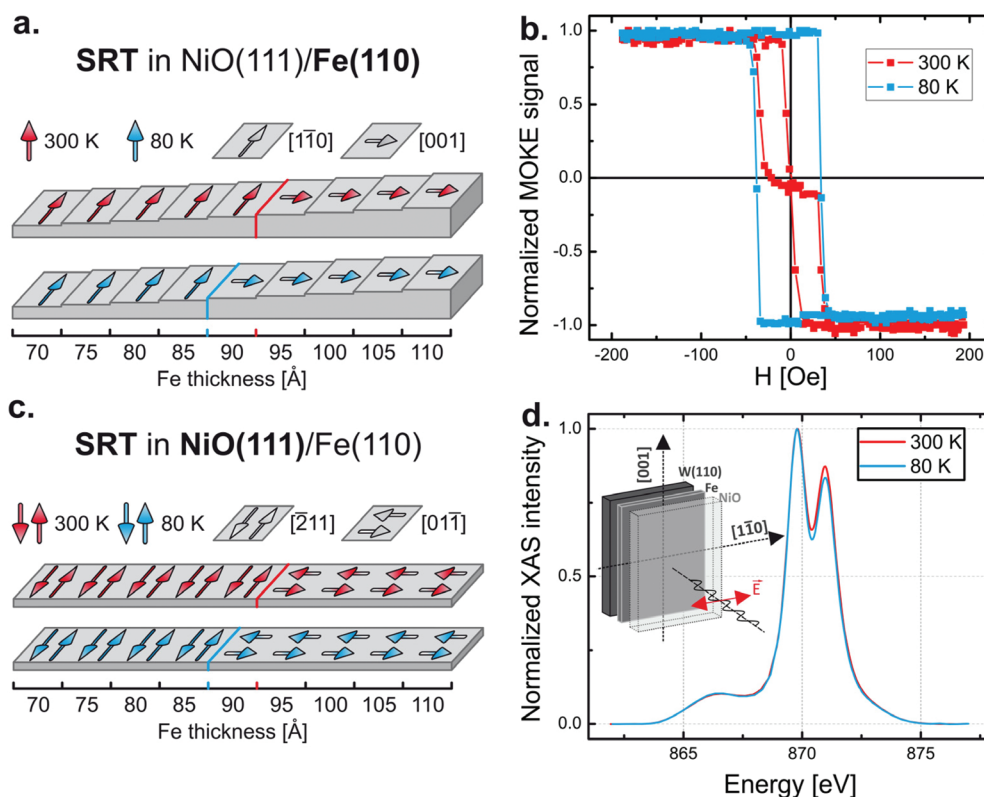 a.
SRT in NiO(111)/Fe(110)
300 K 80 K [11̅0] [001]
70 75 80 85 90 95 100 105 110
Fe thickness [Å]
b.
Normalized MOKE signal
1.0
0.5
0.0
-0.5
-1.0
300 K
80 K
-200 -100 0 100 200
H [Oe]
c.
SRT in NiO(111)/Fe(110)
300 K 80 K [2̅11] [011̅]
70 75 80 85 90 95 100 105 110
Fe thickness [Å]
d.
Normalized XAS intensity
1.0
0.5
0.0
300 K
80 K
[001]
W(110)
Fe
NiO
[11̅0]
E⃗
865 870 875
Energy [eV]